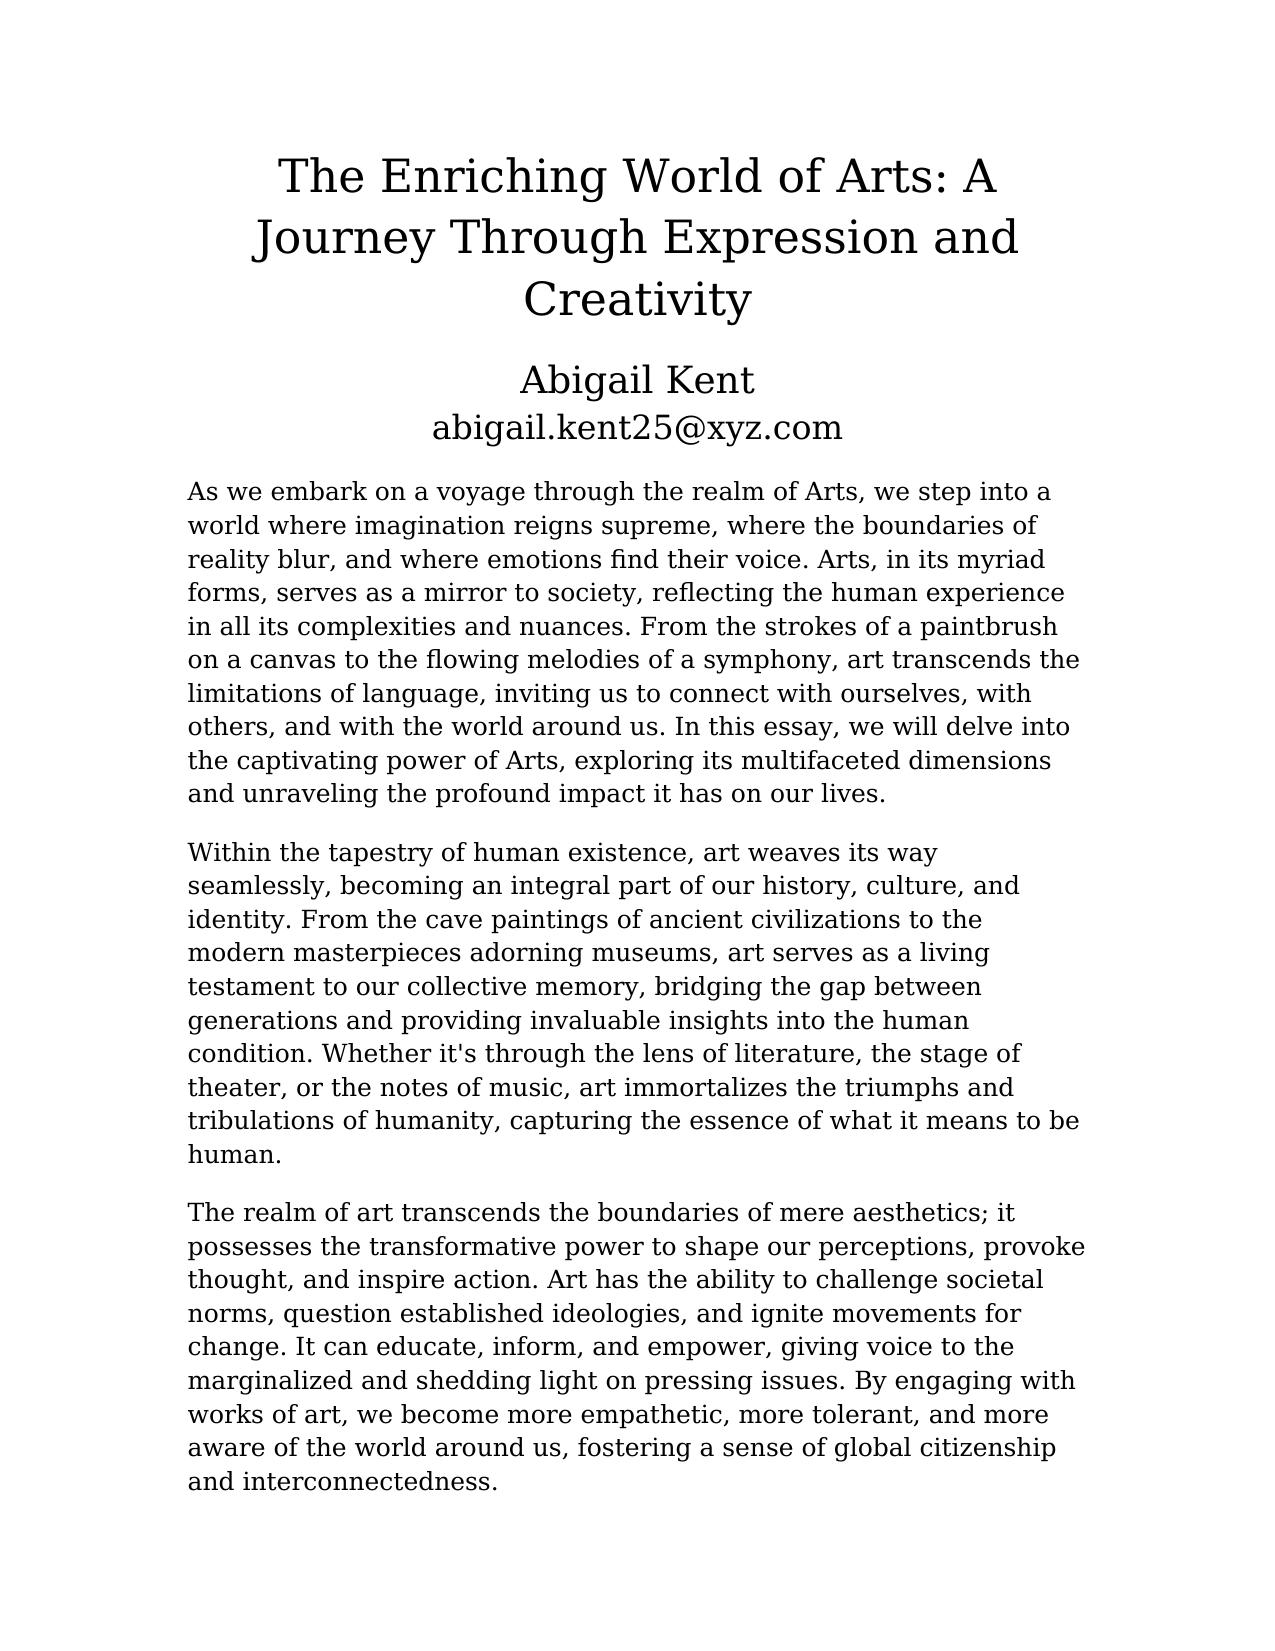 The Enriching World of Arts: A
Journey Through Expression and
Creativity
Abigail Kent
abigail.kent25@xyz.com
As we embark on a voyage through the realm of Arts, we step into a
world where imagination reigns supreme, where the boundaries of
reality blur, and where emotions find their voice. Arts, in its myriad
forms, serves as a mirror to society, reflecting the human experience
in all its complexities and nuances. From the strokes of a paintbrush
on a canvas to the flowing melodies of a symphony, art transcends the
limitations of language, inviting us to connect with ourselves, with
others, and with the world around us. In this essay, we will delve into
the captivating power of Arts, exploring its multifaceted dimensions
and unraveling the profound impact it has on our lives.
Within the tapestry of human existence, art weaves its way
seamlessly, becoming an integral part of our history, culture, and
identity. From the cave paintings of ancient civilizations to the
modern masterpieces adorning museums, art serves as a living
testament to our collective memory, bridging the gap between
generations and providing invaluable insights into the human
condition. Whether it's through the lens of literature, the stage of
theater, or the notes of music, art immortalizes the triumphs and
tribulations of humanity, capturing the essence of what it means to be
human.
The realm of art transcends the boundaries of mere aesthetics; it
possesses the transformative power to shape our perceptions, provoke
thought, and inspire action. Art has the ability to challenge societal
norms, question established ideologies, and ignite movements for
change. It can educate, inform, and empower, giving voice to the
marginalized and shedding light on pressing issues. By engaging with
works of art, we become more empathetic, more tolerant, and more
aware of the world around us, fostering a sense of global citizenship
and interconnectedness.